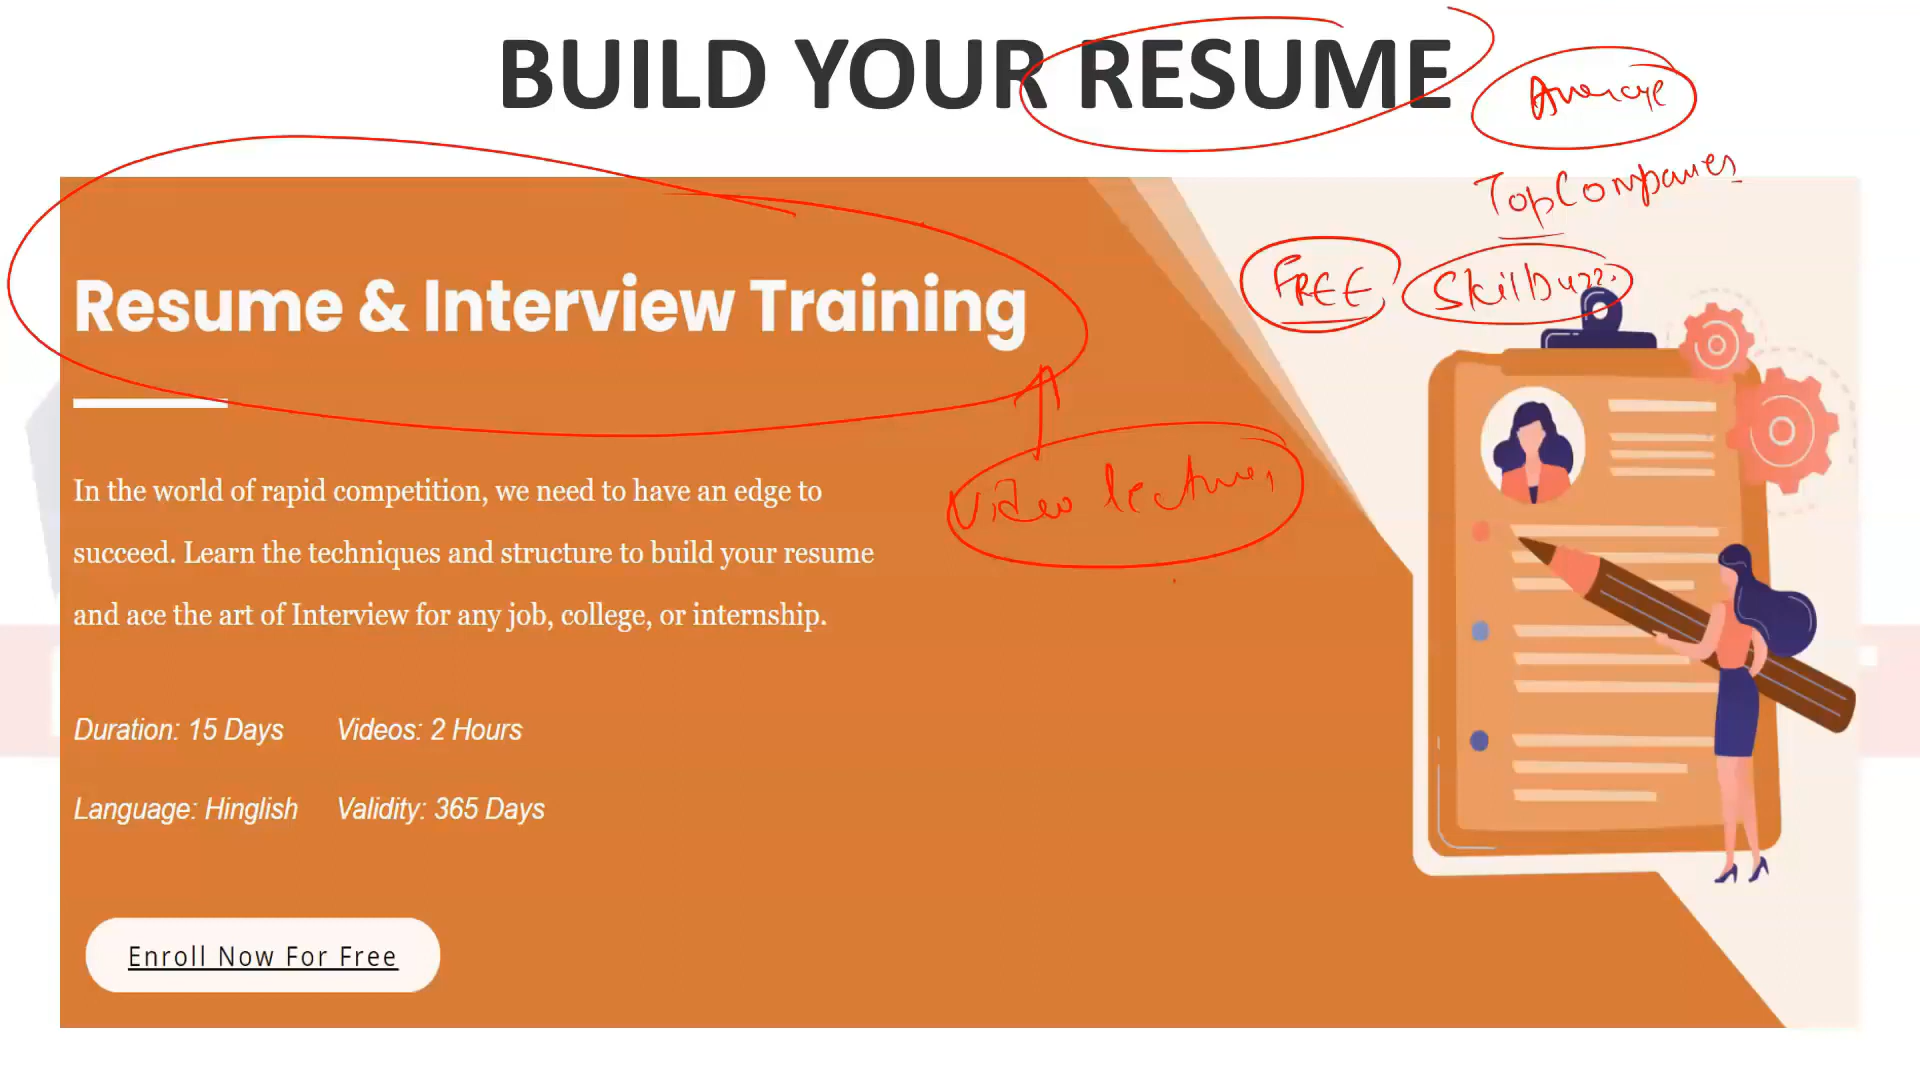 BUILD YOUR RESUME
Average
Top Companies
FREE Skilbuzz.
Resume & Interview Training
Video lectures
In the world of rapid competition, we need to have an edge to
succeed. Learn the techniques and structure to build your resume
and ace the art of Interview for any job, college, or internship.
Duration: 15 Days Videos: 2 Hours
Language: Hinglish Validity: 365 Days
Enroll Now For Free